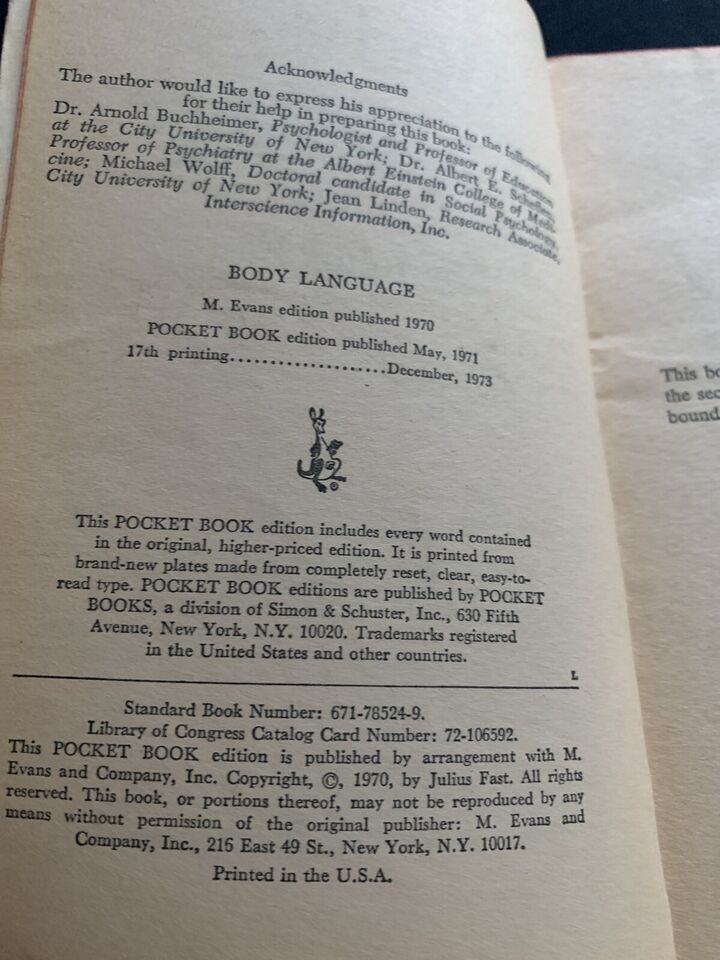 Acknowledgments
The author would like to express his appreciation to the following
for their help in preparing this book:
Dr. Arnold Buchheimer, Psychologist and Professor of Education
at the City University of New York; Dr. Albert E. Scheflen,
Professor of Psychiatry at the Albert Einstein College of Medi-
cine; Michael Wolff, Doctoral candidate in Social Psychology,
City University of New York; Jean Linden, Research Associate,
Interscience Information, Inc.
BODY LANGUAGE
M. Evans edition published 1970
POCKET BOOK edition published May, 1971
17th printing....................December, 1973
This POCKET BOOK edition includes every word contained
in the original, higher-priced edition. It is printed from
brand-new plates made from completely reset, clear, easy-to-
read type. POCKET BOOK editions are published by POCKET
BOOKS, a division of Simon & Schuster, Inc., 630 Fifth
Avenue, New York, N.Y. 10020. Trademarks registered
in the United States and other countries.
L
Standard Book Number: 671-78524-9.
Library of Congress Catalog Card Number: 72-106592.
This POCKET BOOK edition is published by arrangement with M.
Evans and Company, Inc. Copyright, ©, 1970, by Julius Fast. All rights
reserved. This book, or portions thereof, may not be reproduced by any
means without permission of the original publisher: M. Evans and
Company, Inc., 216 East 49 St., New York, N.Y. 10017.
Printed in the U.S.A.
This
the
bound